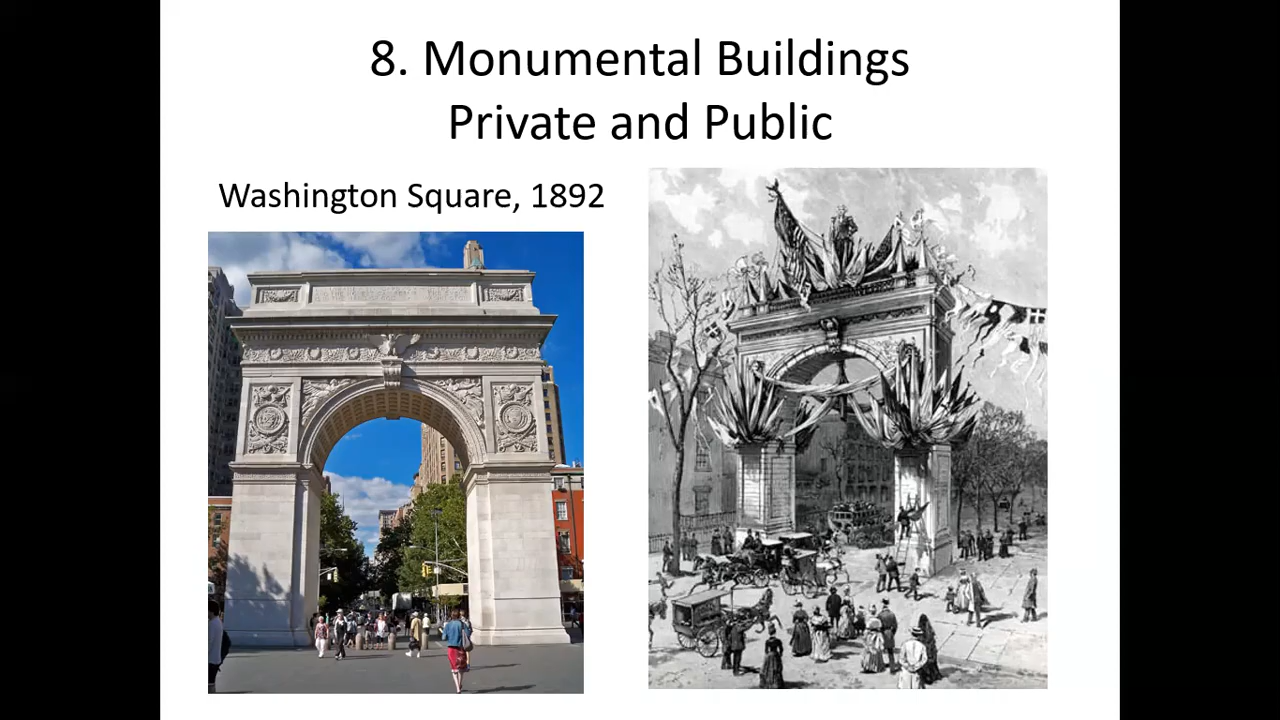 8. Monumental Buildings
Private and Public
Washington Square, 1892